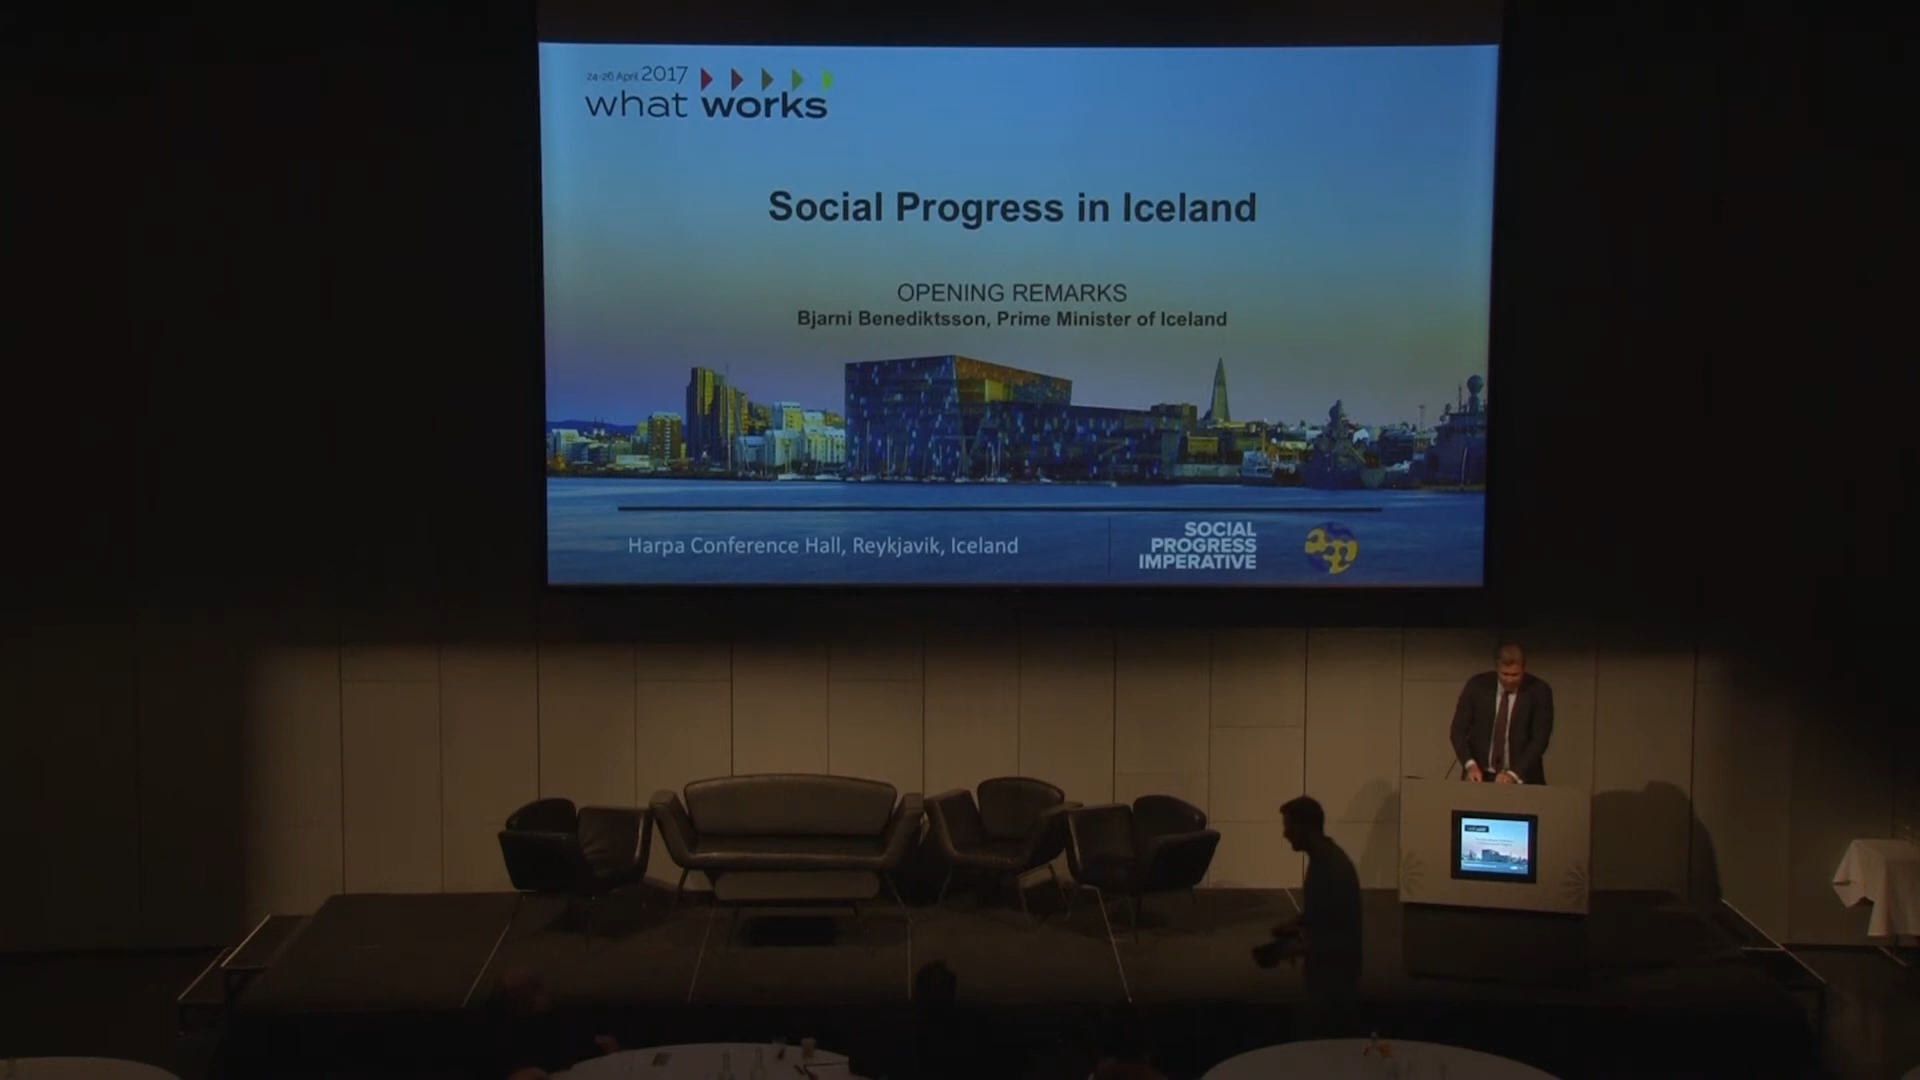 24-26 April 2017
what works
Social Progress in Iceland
OPENING REMARKS
Bjarni Benediktsson, Prime Minister of Iceland
Harpa Conference Hall, Reykjavik, Iceland
SOCIAL
PROGRESS
IMPERATIVE